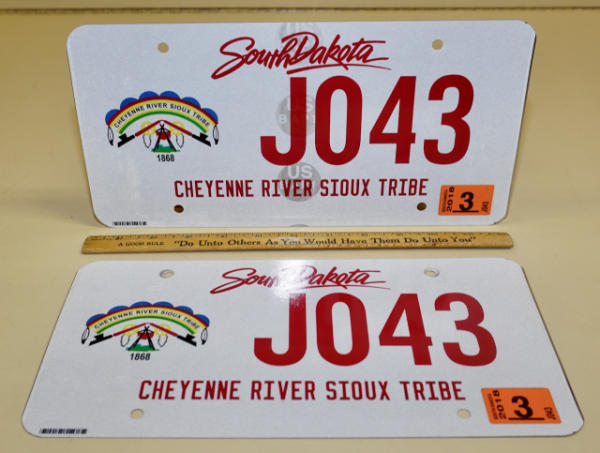 South Dakota
CHEYENNE RIVER SIOUX TRIBE
1868
J043
CHEYENNE RIVER SIOUX TRIBE
2018
3
A GOOD RULE "Do Unto Others As You Would Have Them Do Unto You"
South Dakota
CHEYENNE RIVER SIOUX TRIBE
1868
J043
CHEYENNE RIVER SIOUX TRIBE
2018
3